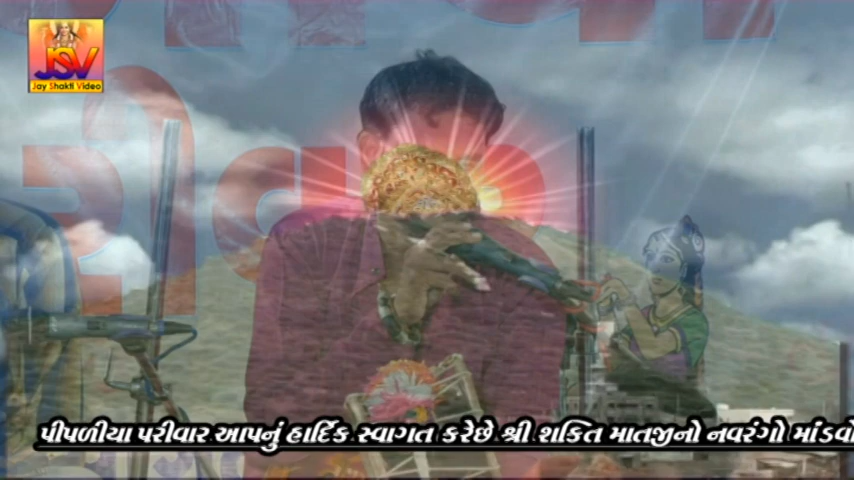 JSV
Jay Shakti Video
પીપળીયા પરીવાર આપનું હાર્દિક સ્વાગત કરેછે શ્રી શકિત માતજીનો નવરંગો માંડવો